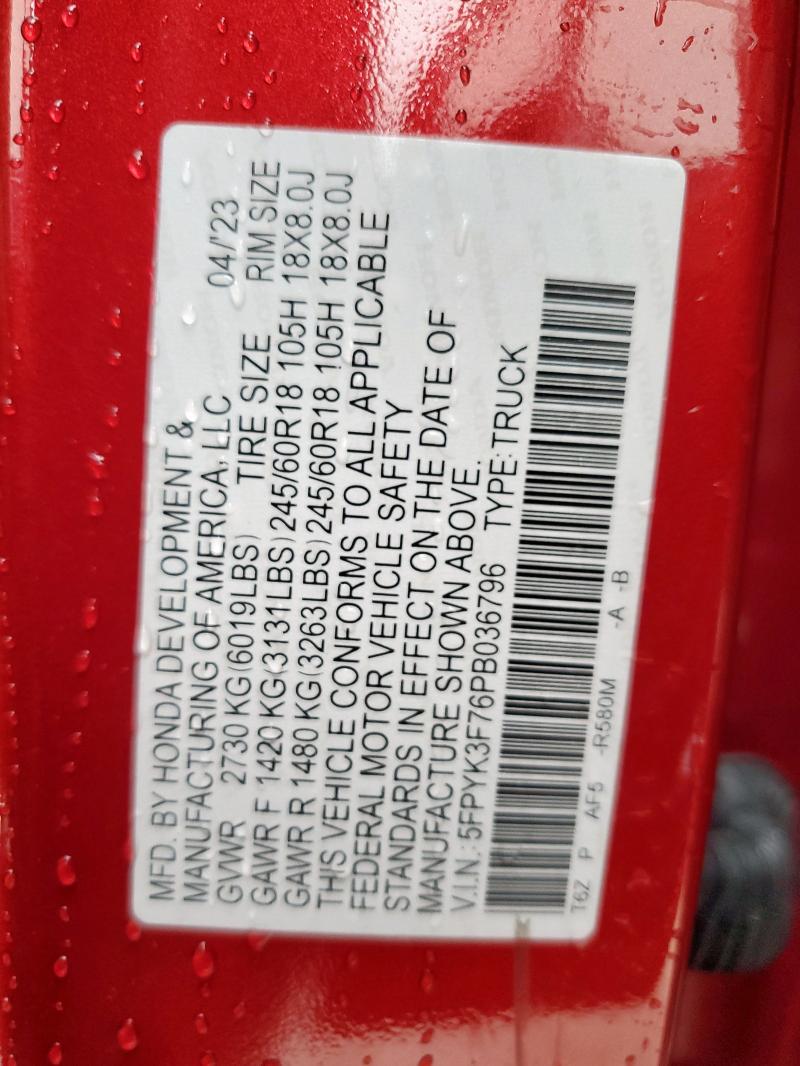 MFD. BY HONDA DEVELOPMENT &
MANUFACTURING OF AMERICA, LLC 04/'23
GVWR 2730 KG(6019LBS) TIRE SIZE RIM SIZE
GAWR F 1420 KG(3131LBS) 245/60R18 105H 18X8.0J
GAWR R 1480 KG(3263LBS) 245/60R18 105H 18X8.0J
THIS VEHICLE CONFORMS TO ALL APPLICABLE
FEDERAL MOTOR VEHICLE SAFETY
STANDARDS IN EFFECT ON THE DATE OF
MANUFACTURE SHOWN ABOVE.
V.I.N.: 5FPYK3F76PB036796 TYPE:TRUCK
T6Z P AF5 -R580M -A -B